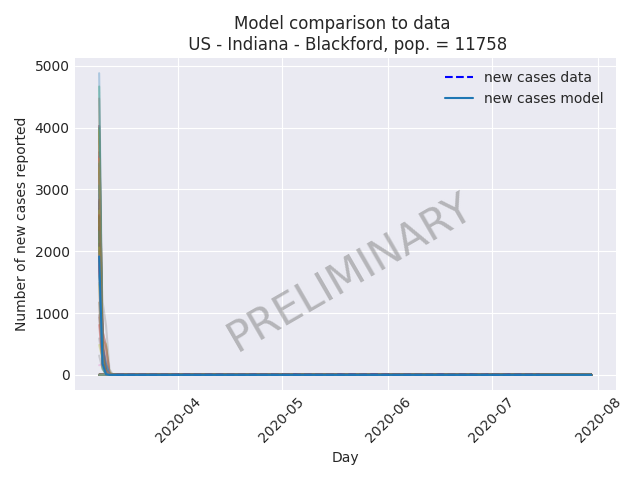 Model comparison to data
US - Indiana - Blackford, pop. = 11758
new cases data
new cases model
Number of new cases reported
5000
4000
3000
2000
1000
0
PRELIMINARY
2020-04
2020-05
2020-06
2020-07
2020-08
Day